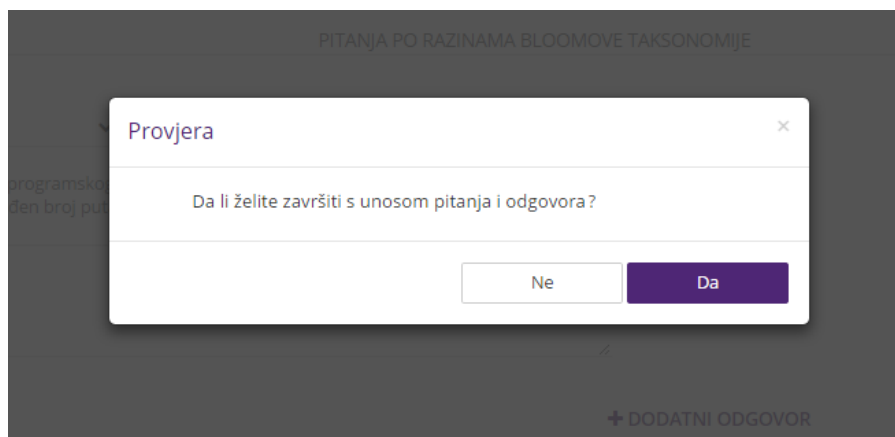 PITANJA PO RAZINAMA BLOOMOVE TAKSONOMIJE
Provjera ×
programskog
đen broj put
Da li želite završiti s unosom pitanja i odgovora?
Ne Da
+ DODATNI ODGOVOR